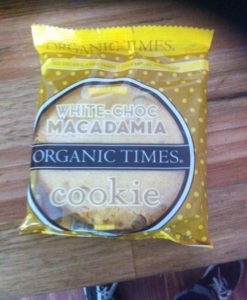 ORGANIC TIMES.
WHITE-CHOC
MACADAMIA
ORGANIC TIMES®
cookie